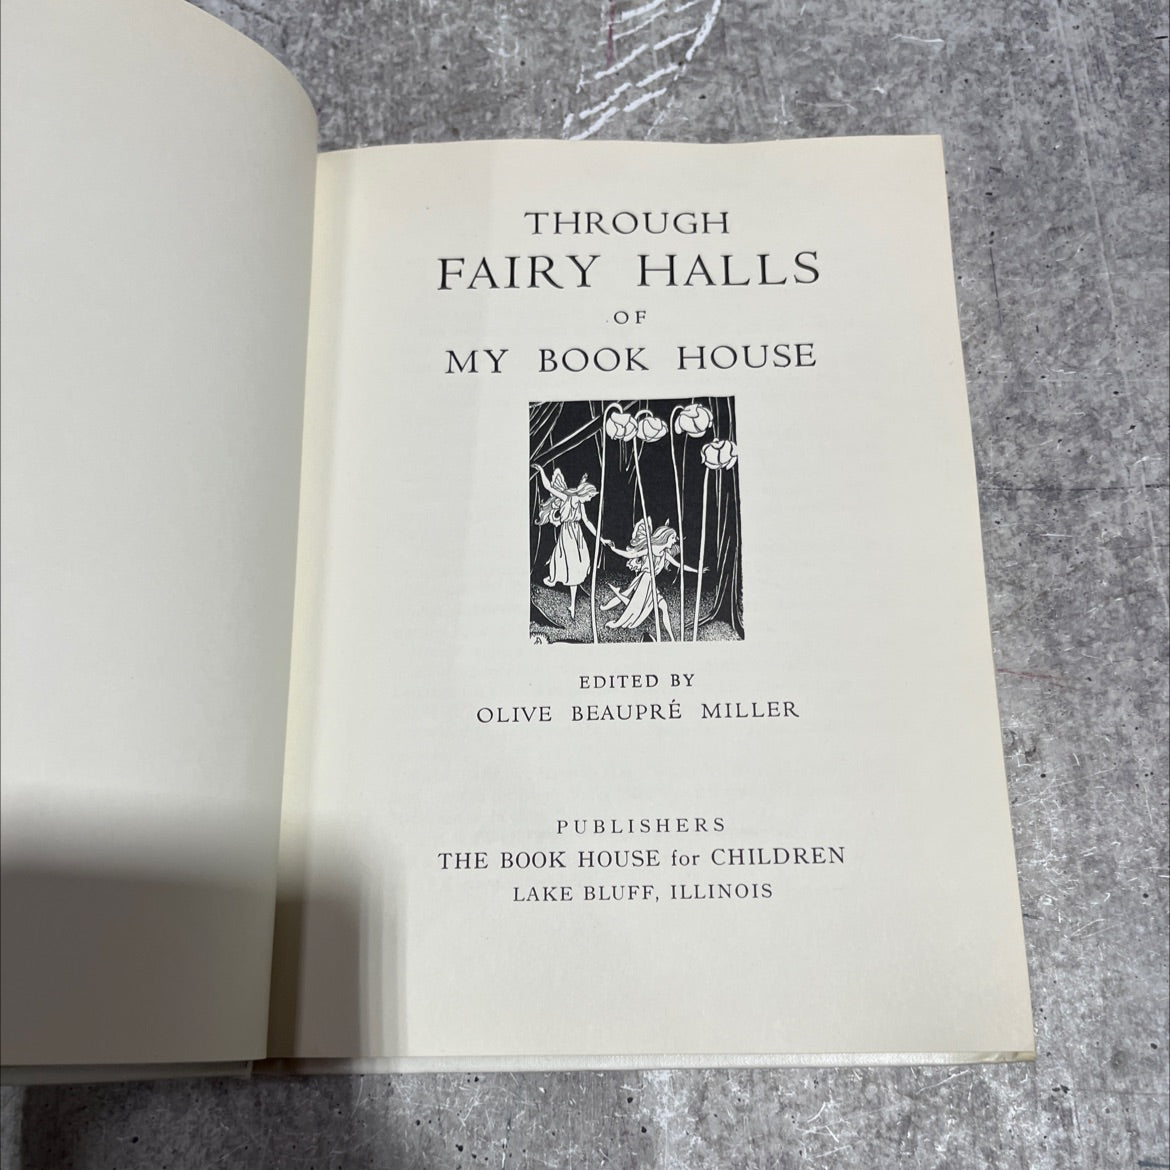 THROUGH
FAIRY HALLS
OF
MY BOOK HOUSE
EDITED BY
OLIVE BEAUPRÉ MILLER
PUBLISHERS
THE BOOK HOUSE for CHILDREN
LAKE BLUFF, ILLINOIS